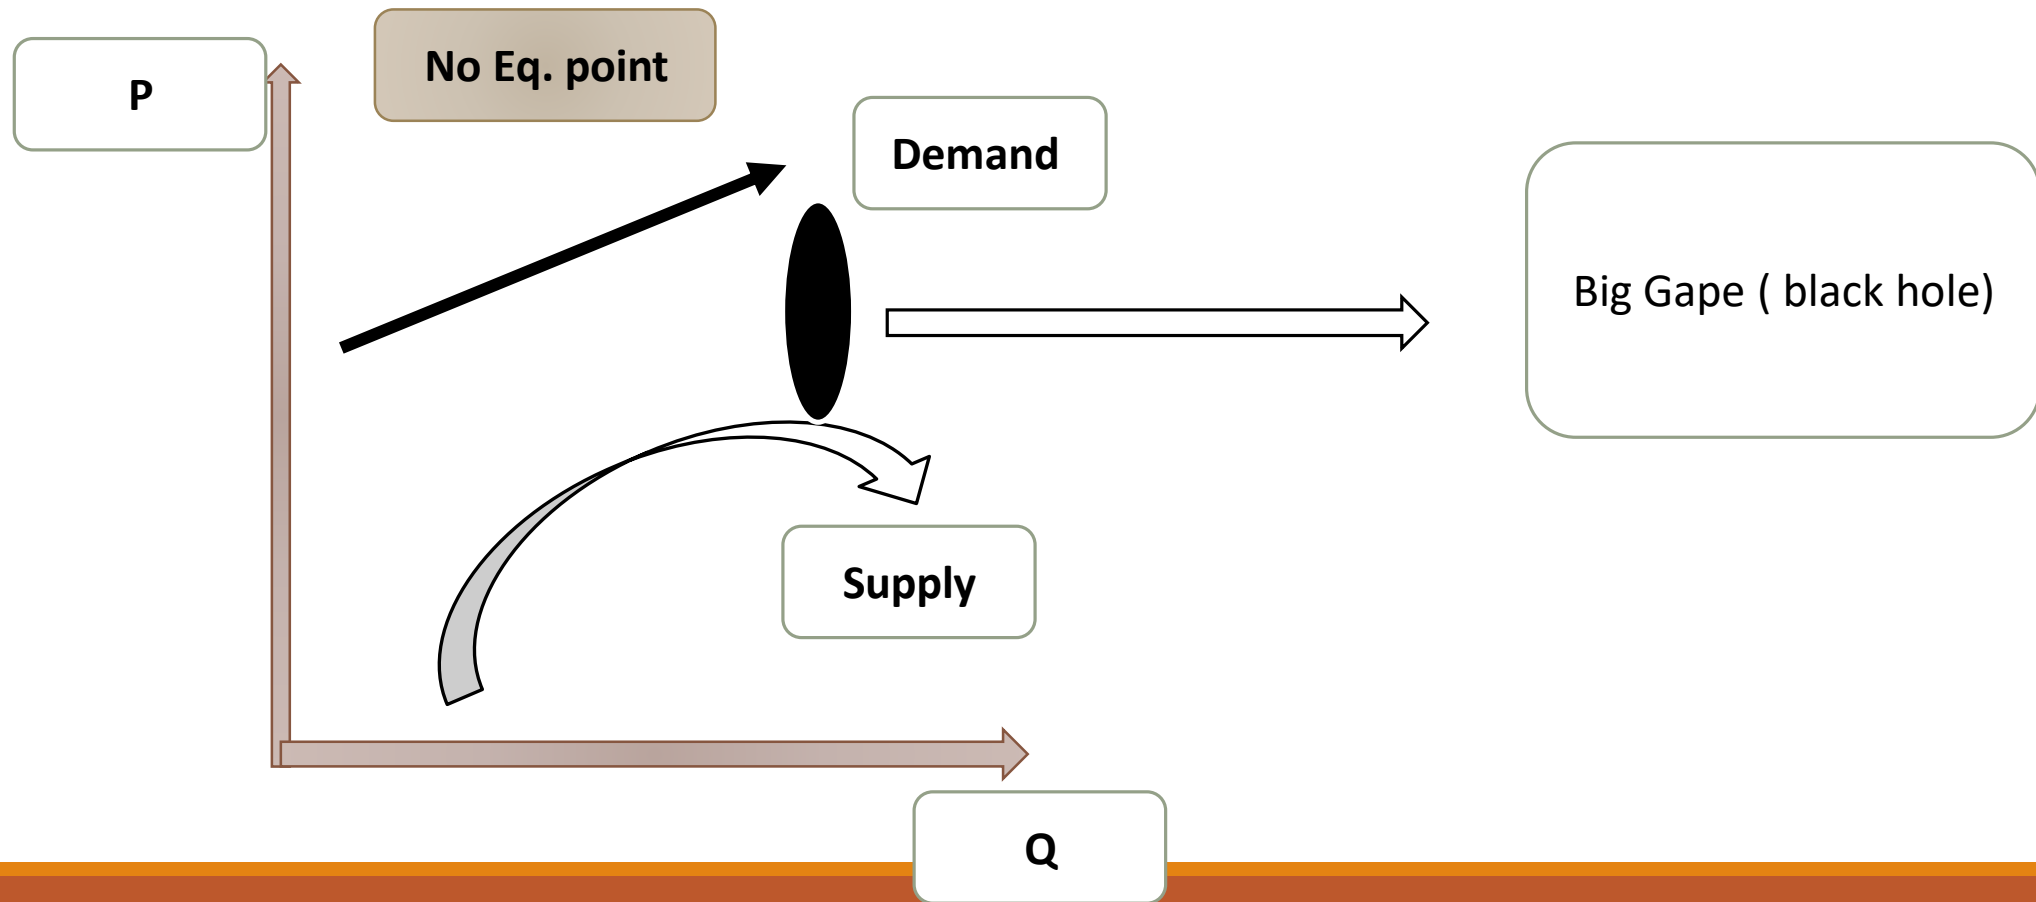 P
No Eq. point
Demand
Big Gape ( black hole)
Supply
Q